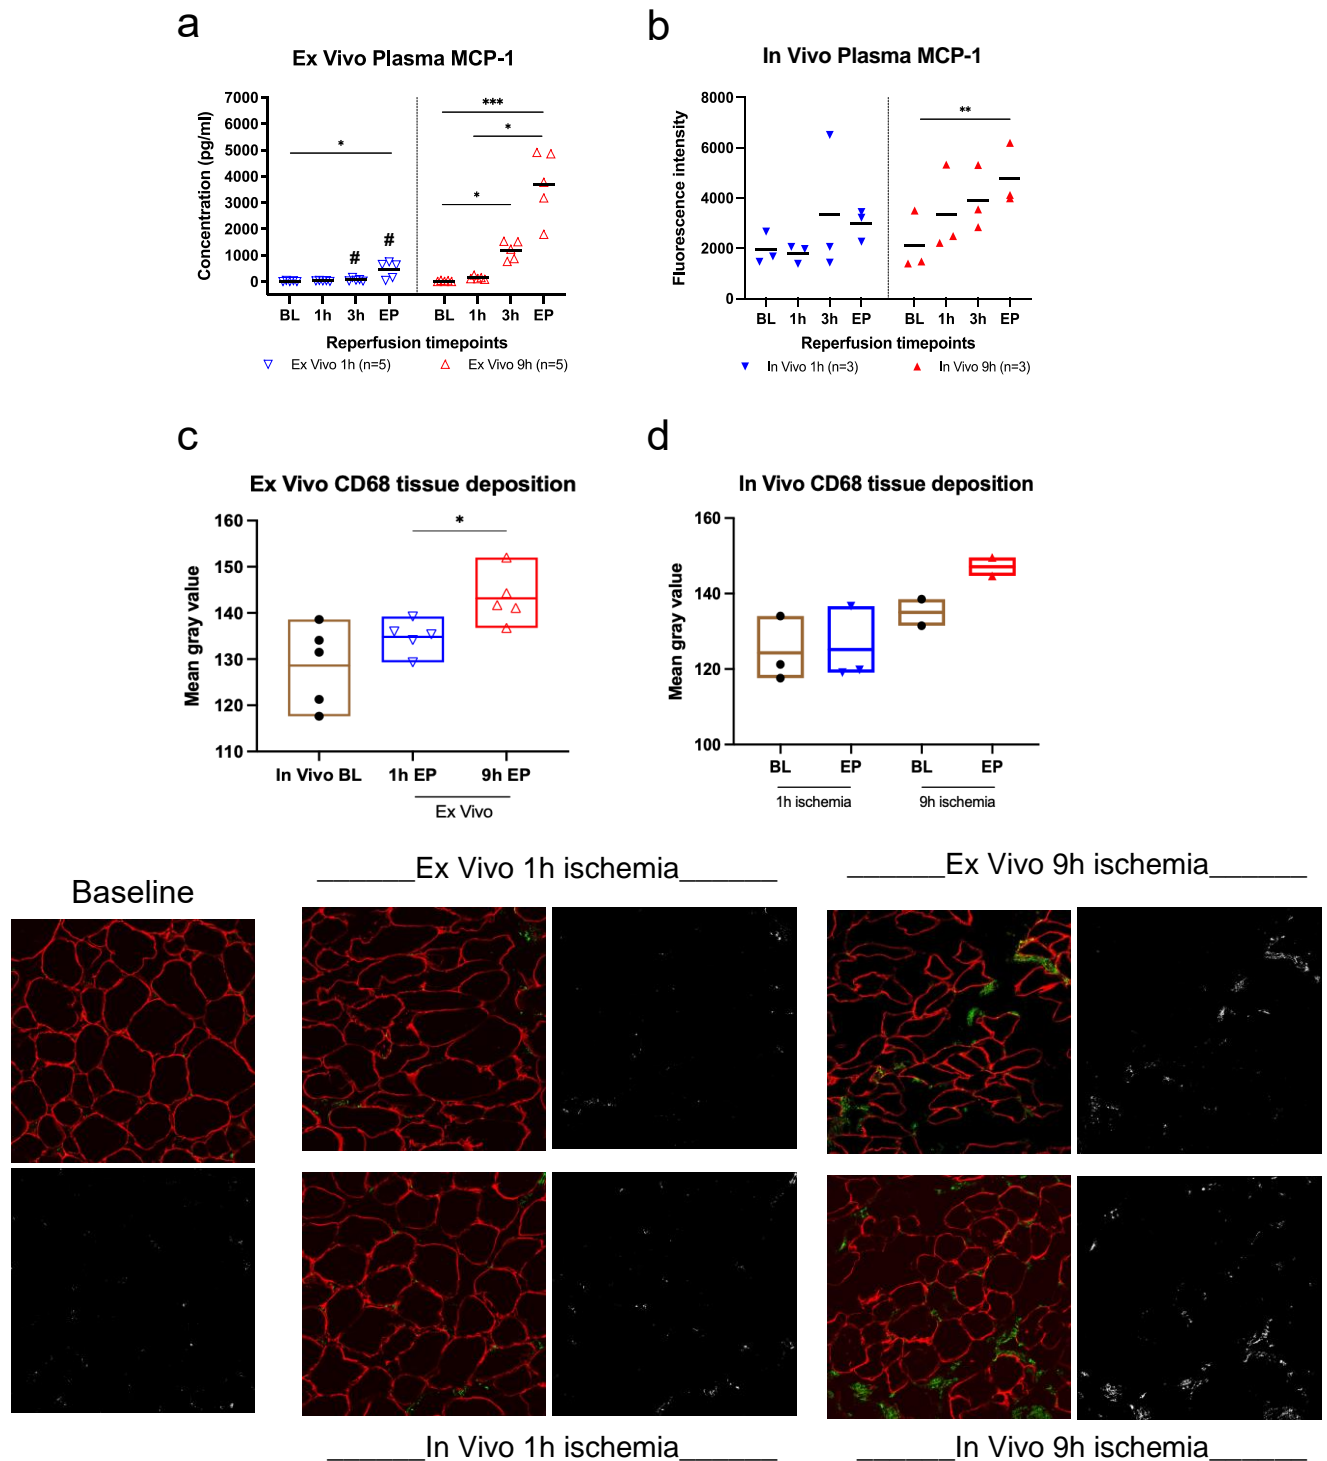 a
Ex Vivo Plasma MCP-1
Concentration (pg/ml)
7000
6000
5000
4000
3000
2000
1000
0
*
#
#
***
*
*
BL 1h 3h EP BL 1h 3h EP
Reperfusion timepoints
Ex Vivo 1h (n=5) Ex Vivo 9h (n=5)
b
In Vivo Plasma MCP-1
Fluorescence intensity
8000
6000
4000
2000
0
**
BL 1h 3h EP BL 1h 3h EP
Reperfusion timepoints
In Vivo 1h (n=3) In Vivo 9h (n=3)
c
Ex Vivo CD68 tissue deposition
Mean gray value
160
150
140
130
120
110
*
In Vivo BL 1h EP 9h EP
Ex Vivo
d
In Vivo CD68 tissue deposition
Mean gray value
160
140
120
100
BL EP BL EP
1h ischemia 9h ischemia
Baseline
______Ex Vivo 1h ischemia______
______Ex Vivo 9h ischemia______
______In Vivo 1h ischemia______
______In Vivo 9h ischemia______